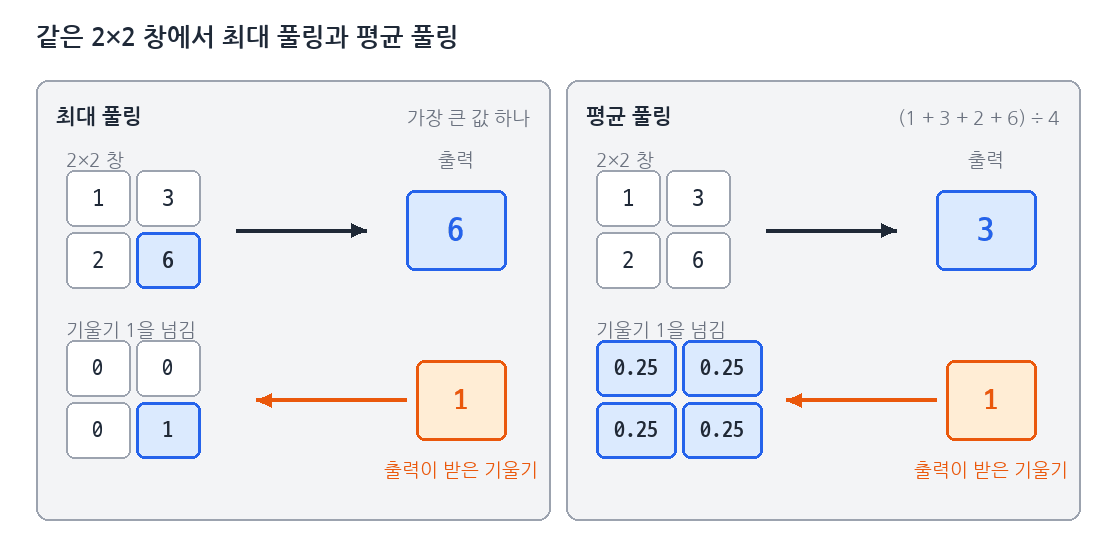 같은 2×2 창에서 최대 풀링과 평균 풀링
최대 풀링
가장 큰 값 하나
2×2 창
출력
1 3
2 6
6
기울기 1을 넘김
0 0
0 1
1
출력이 받은 기울기
평균 풀링
(1 + 3 + 2 + 6) ÷ 4
2×2 창
출력
1 3
2 6
3
기울기 1을 넘김
0.25 0.25
0.25 0.25
1
출력이 받은 기울기